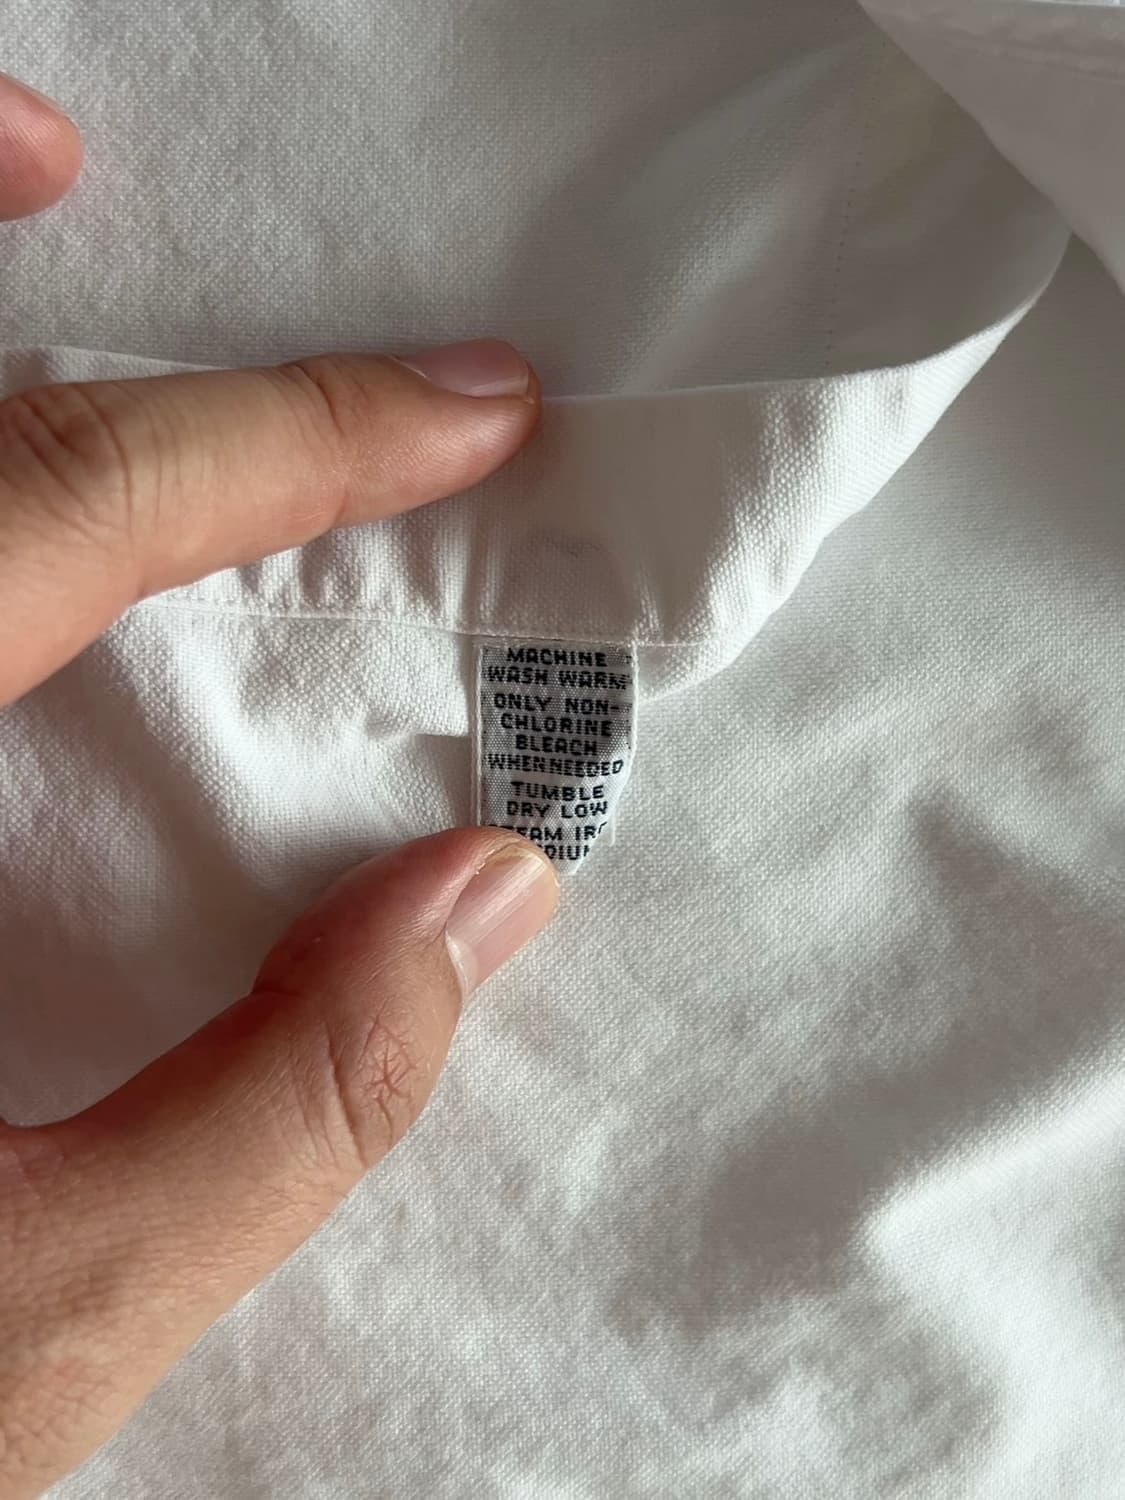 MACHINE
WASH WARM
ONLY NON-
CHLORINE
BLEACH
WHEN NEEDED
TUMBLE
DRY LOW